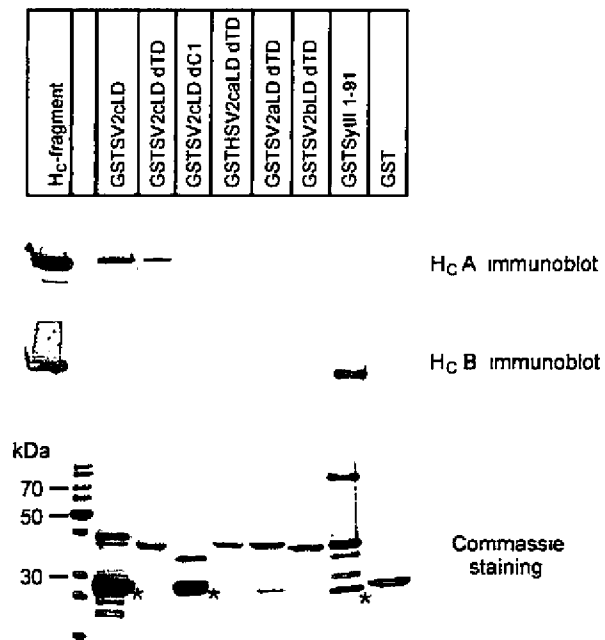 Hc-fragment
GSTSV2cLD
GSTSV2cLD dTD
GSTSV2cLD dC1
GSTHSV2caLD dTD
GSTSV2aLD dTD
GSTSV2bLD dTD
GSTSytII 1-91
GST
Hc A immunoblot
Hc B immunoblot
kDa
70
50
30
Commassie
staining
* * *